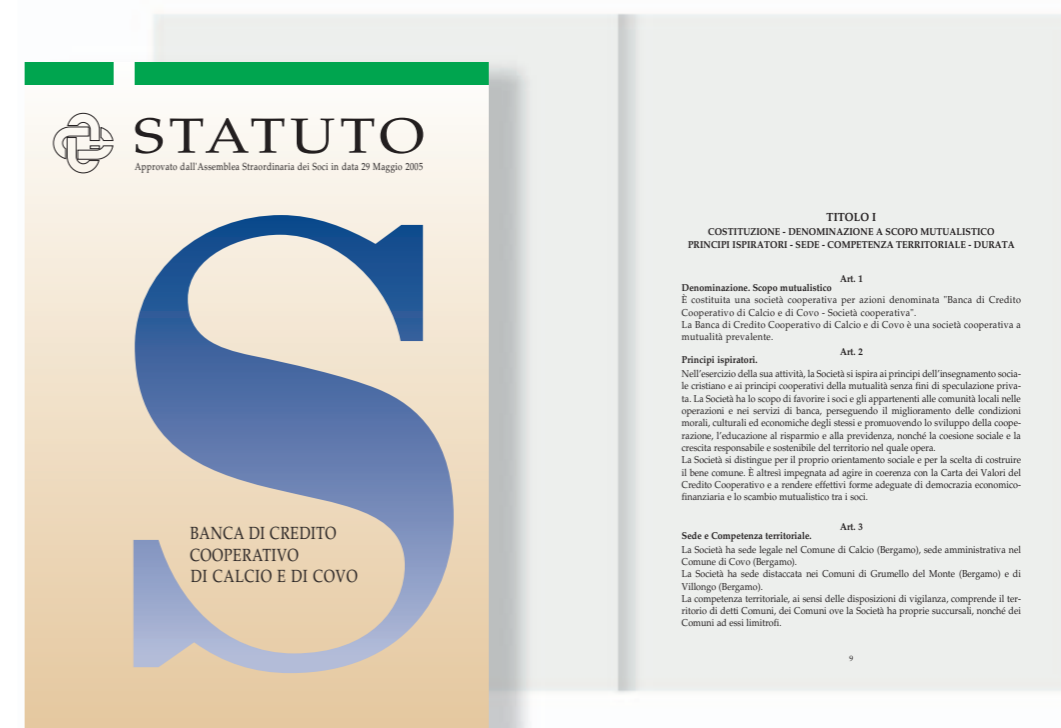 STATUTO
Approvato dall'Assemblea Straordinaria dei Soci in data 29 Maggio 2005
S
BANCA DI CREDITO
COOPERATIVO
DI CALCIO E DI COVO
TITOLO I
COSTITUZIONE - DENOMINAZIONE A SCOPO MUTUALISTICO
PRINCIPI ISPIRATORI - SEDE - COMPETENZA TERRITORIALE - DURATA
Art. 1
Denominazione. Scopo mutualistico
È costituita una società cooperativa per azioni denominata "Banca di Credito
Cooperativo di Calcio e di Covo - Società cooperativa".
La Banca di Credito Cooperativo di Calcio e di Covo è una società cooperativa a
mutualità prevalente.
Art. 2
Principi ispiratori.
Nell'esercizio della sua attività, la Società si ispira ai principi dell'insegnamento socia-
le cristiano e ai principi cooperativi della mutualità senza fini di speculazione priva-
ta. La Società ha lo scopo di favorire i soci e gli appartenenti alle comunità locali nelle
operazioni e nei servizi di banca, perseguendo il miglioramento delle condizioni
morali, culturali ed economiche degli stessi e promuovendo lo sviluppo della coope-
razione, l'educazione al risparmio e alla previdenza, nonché la coesione sociale e la
crescita responsabile e sostenibile del territorio nel quale opera.
La Società si distingue per il proprio orientamento sociale e per la scelta di costruire
il bene comune. È altresì impegnata ad agire in coerenza con la Carta dei Valori del
Credito Cooperativo e a rendere effettivi forme adeguate di democrazia economico-
finanziaria e lo scambio mutualistico tra i soci.
Art. 3
Sede e Competenza territoriale.
La Società ha sede legale nel Comune di Calcio (Bergamo), sede amministrativa nel
Comune di Covo (Bergamo).
La Società ha sede distaccata nei Comuni di Grumello del Monte (Bergamo) e di
Villongo (Bergamo).
La competenza territoriale, ai sensi delle disposizioni di vigilanza, comprende il ter-
ritorio di detti Comuni, dei Comuni ove la Società ha proprie succursali, nonché dei
Comuni ad essi limitrofi.
9